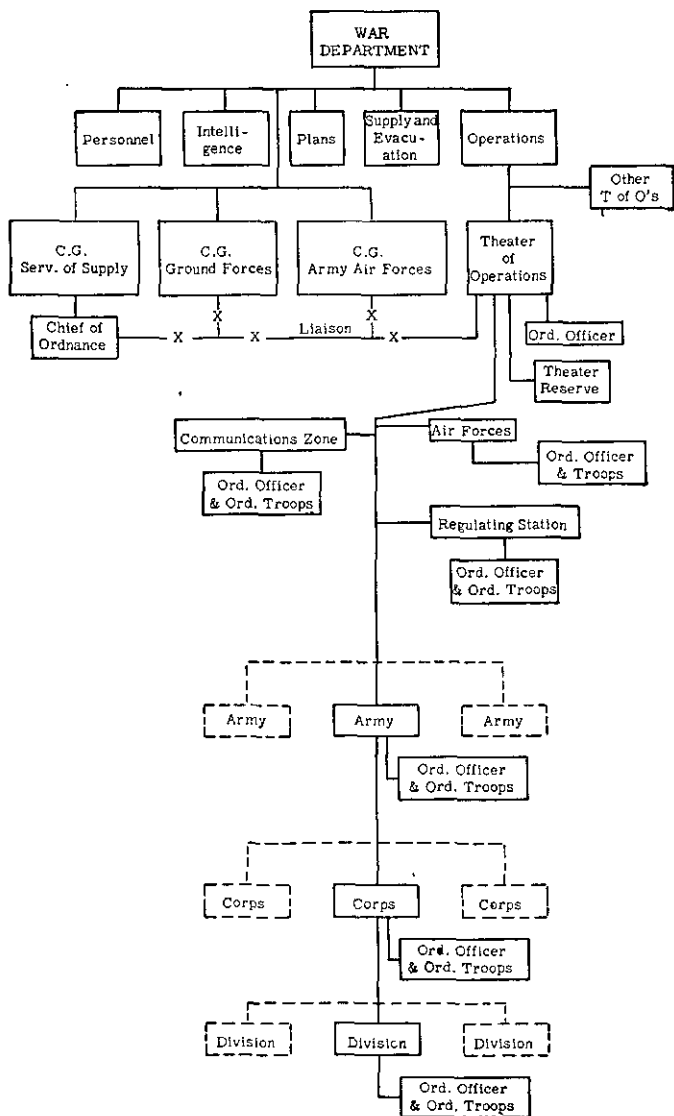 WAR
DEPARTMENT
Personnel
Intelli-
gence
Plans
Supply and
Evacu-
ation
Operations
Other
T of O's
C.G.
Serv. of Supply
C.G.
Ground Forces
C.G.
Army Air Forces
Theater
of
Operations
Chief of
Ordnance
X
X
X
X
Liaison
X
Ord. Officer
Theater
Reserve
Communications Zone
Air Forces
Ord. Officer
& Ord. Troops
Ord. Officer
& Troops
Regulating Station
Ord. Officer
& Ord. Troops
Army
Army
Army
Ord. Officer
& Ord. Troops
Corps
Corps
Corps
Ord. Officer
& Ord. Troops
Division
Division
Division
Ord. Officer
& Ord. Troops